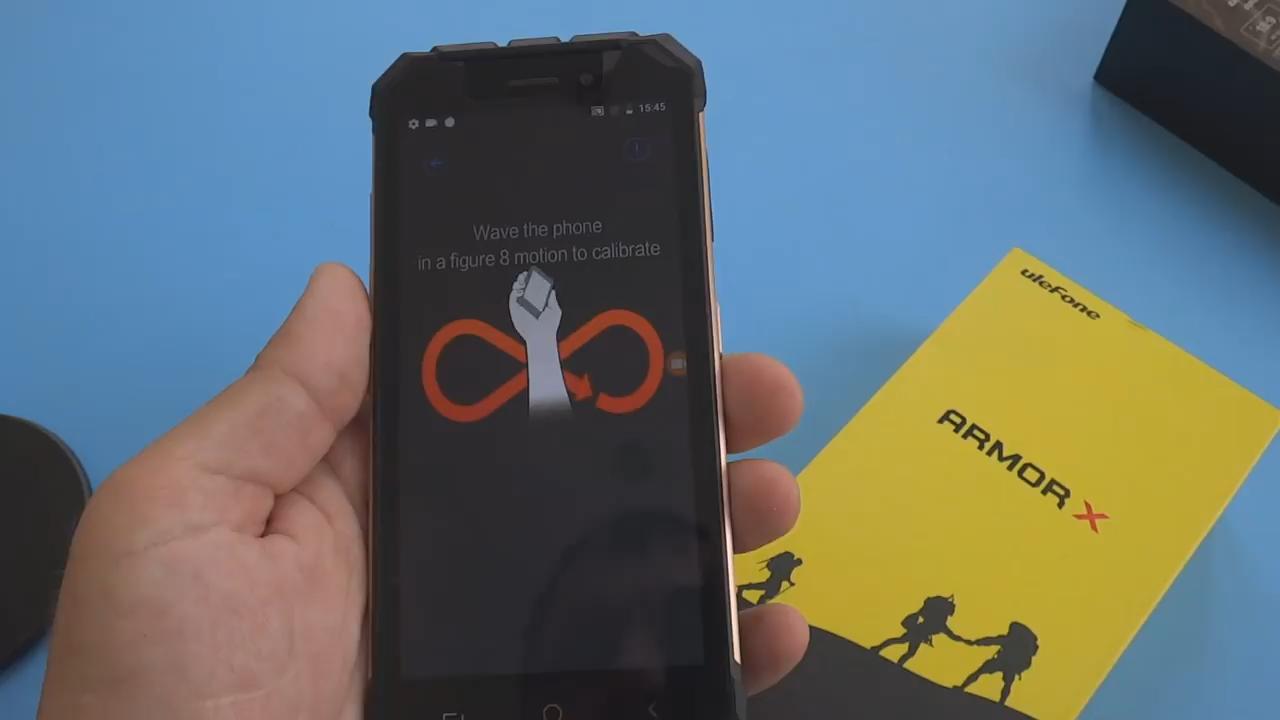 15:45
Wave the phone
in a figure 8 motion to calibrate
uleFone
ARMOR X